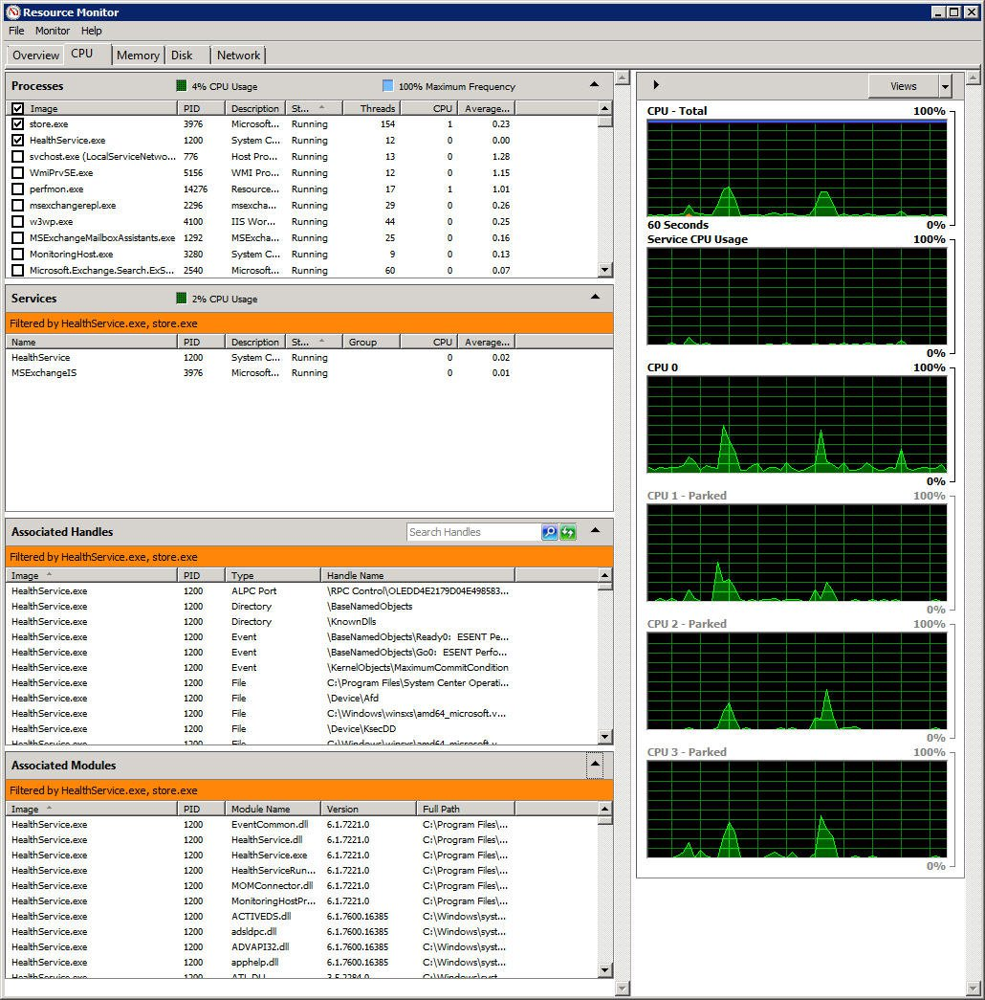 Resource Monitor
File Monitor Help
Overview CPU Memory Disk Network
Processes 4% CPU Usage 100% Maximum Frequency
Image PID Description St... Threads CPU Average...
store.exe 3976 Microsoft... Running 154 1 0.23
HealthService.exe 1200 System C... Running 12 0 0.00
svchost.exe (LocalServiceNetwo... 776 Host Pro... Running 13 0 1.28
WmiPrvSE.exe 5156 WMI Pro... Running 12 0 1.15
perfmon.exe 14276 Resource... Running 17 1 1.01
msexchangerepl.exe 2296 msexcha... Running 29 0 0.26
w3wp.exe 4100 IIS Wor... Running 44 0 0.25
MSExchangeMailboxAssistants.exe 1292 MSExcha... Running 25 0 0.16
MonitoringHost.exe 3280 System C... Running 9 0 0.13
Microsoft.Exchange.Search.ExS... 2540 Microsoft... Running 60 0 0.07
Services 2% CPU Usage
Filtered by HealthService.exe, store.exe
Name PID Description St... Group CPU Average...
HealthService 1200 System C... Running 0 0.02
MSExchangeIS 3976 Microsoft... Running 0 0.01
Associated Handles Search Handles
Filtered by HealthService.exe, store.exe
Image PID Type Handle Name
HealthService.exe 1200 ALPC Port \RPC Control\OLEDD4E2179D04E498583...
HealthService.exe 1200 Directory \BaseNamedObjects
HealthService.exe 1200 Directory \KnownDlls
HealthService.exe 1200 Event \BaseNamedObjects\Ready0: ESENT Pe...
HealthService.exe 1200 Event \BaseNamedObjects\Go0: ESENT Perfo...
HealthService.exe 1200 Event \KernelObjects\MaximumCommitCondition
HealthService.exe 1200 File C:\Program Files\System Center Operati...
HealthService.exe 1200 File \Device\Afd
HealthService.exe 1200 File C:\Windows\winsxs\amd64_microsoft.v...
HealthService.exe 1200 File \Device\KsecDD
HealthService.exe 1200 File C:\Windows\winsxs\amd64_microsoft.v...
Associated Modules
Filtered by HealthService.exe, store.exe
Image PID Module Name Version Full Path
HealthService.exe 1200 EventCommon.dll 6.1.7221.0 C:\Program Files\...
HealthService.exe 1200 HealthService.dll 6.1.7221.0 C:\Program Files\...
HealthService.exe 1200 HealthService.exe 6.1.7221.0 C:\Program Files\...
HealthService.exe 1200 HealthServiceRun... 6.1.7221.0 C:\Program Files\...
HealthService.exe 1200 MOMConnector.dll 6.1.7221.0 C:\Program Files\...
HealthService.exe 1200 MonitoringHostPr... 6.1.7221.0 C:\Program Files\...
HealthService.exe 1200 ACTIVEDS.dll 6.1.7600.16385 C:\Windows\syst...
HealthService.exe 1200 adsldpc.dll 6.1.7600.16385 C:\Windows\syst...
HealthService.exe 1200 ADVAPI32.dll 6.1.7600.16385 C:\Windows\syst...
HealthService.exe 1200 apphelp.dll 6.1.7600.16385 C:\Windows\syst...
HealthService.exe 1200 ATL.DLL 3.5.2284.0 C:\Windows\syst...
Views
CPU - Total 100%
60 Seconds 0%
Service CPU Usage 100%
0%
CPU 0 100%
0%
CPU 1 - Parked 100%
0%
CPU 2 - Parked 100%
0%
CPU 3 - Parked 100%
0%